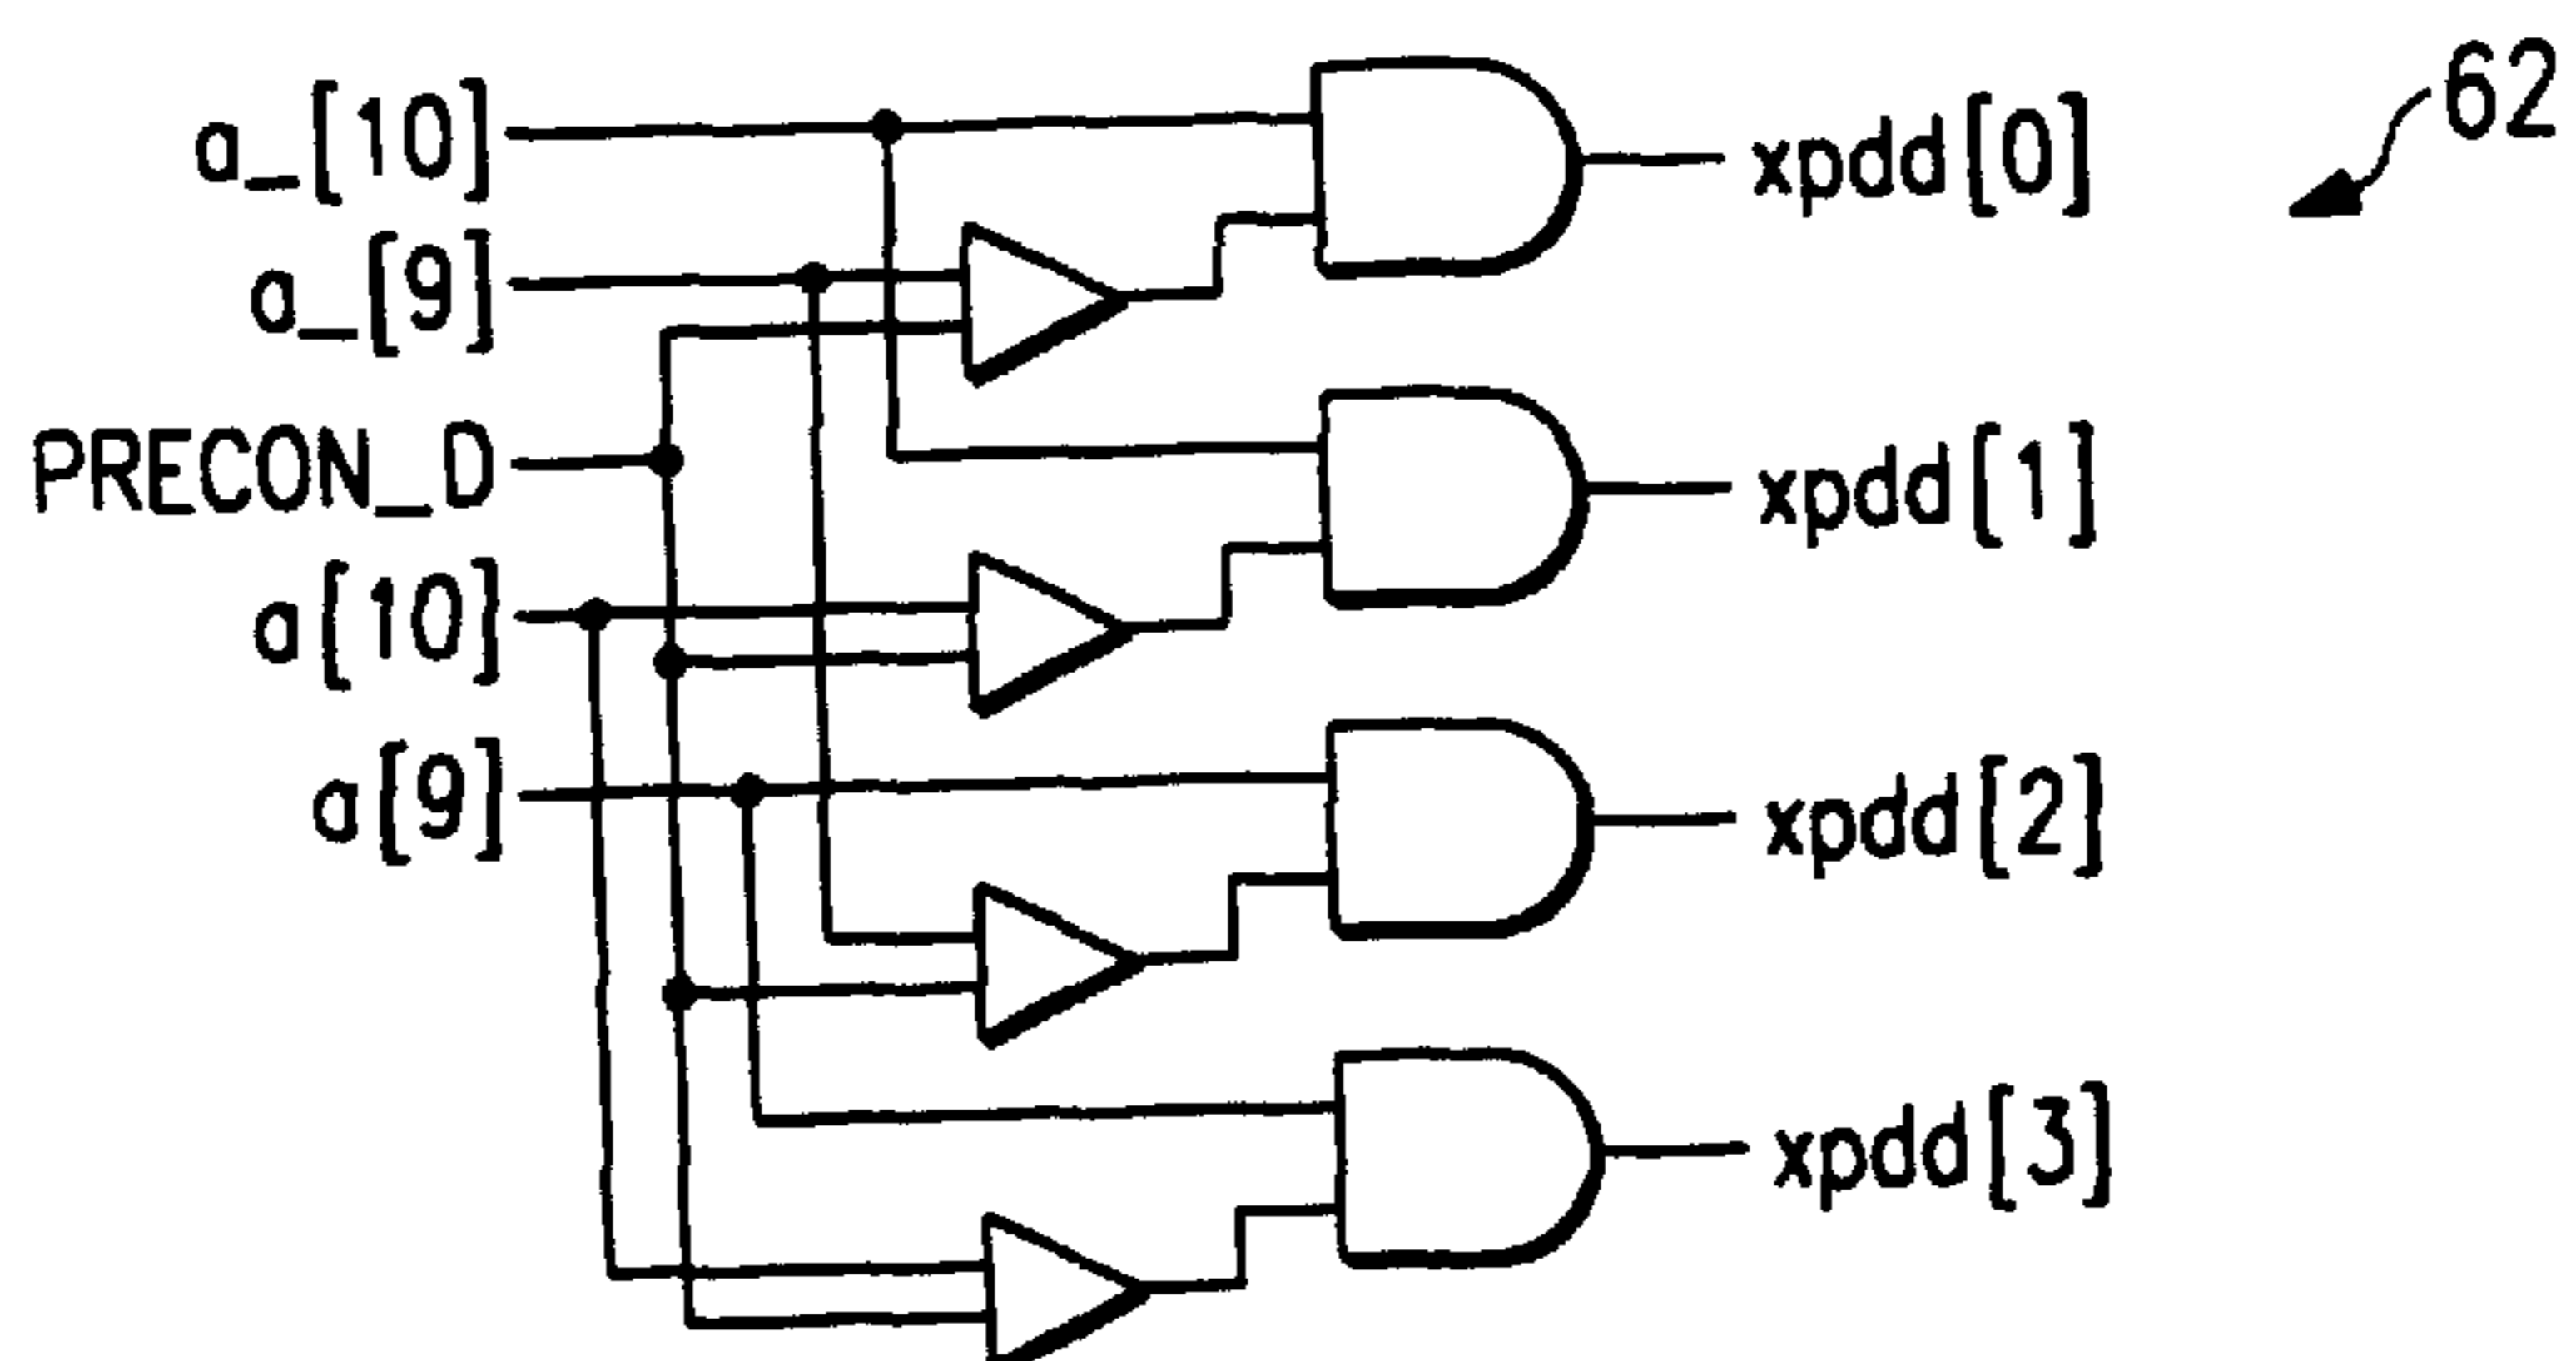 62
a_[10]
a_[9]
PRECON_D
a[10]
a[9]
xpdd[0]
xpdd[1]
xpdd[2]
xpdd[3]